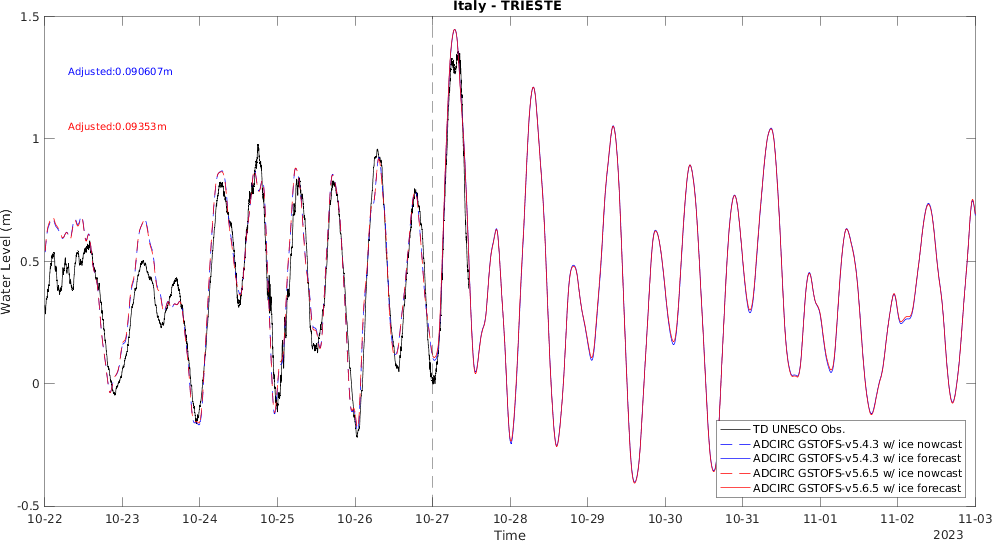 Italy - TRIESTE
1.5
1
0.5
0
-0.5
Water Level (m)
Adjusted:0.090607m
Adjusted:0.09353m
TD UNESCO Obs.
ADCIRC GSTOFS-v5.4.3 w/ ice nowcast
ADCIRC GSTOFS-v5.4.3 w/ ice forecast
ADCIRC GSTOFS-v5.6.5 w/ ice nowcast
ADCIRC GSTOFS-v5.6.5 w/ ice forecast
10-22 10-23 10-24 10-25 10-26 10-27 10-28 10-29 10-30 10-31 11-01 11-02 11-03
Time
2023